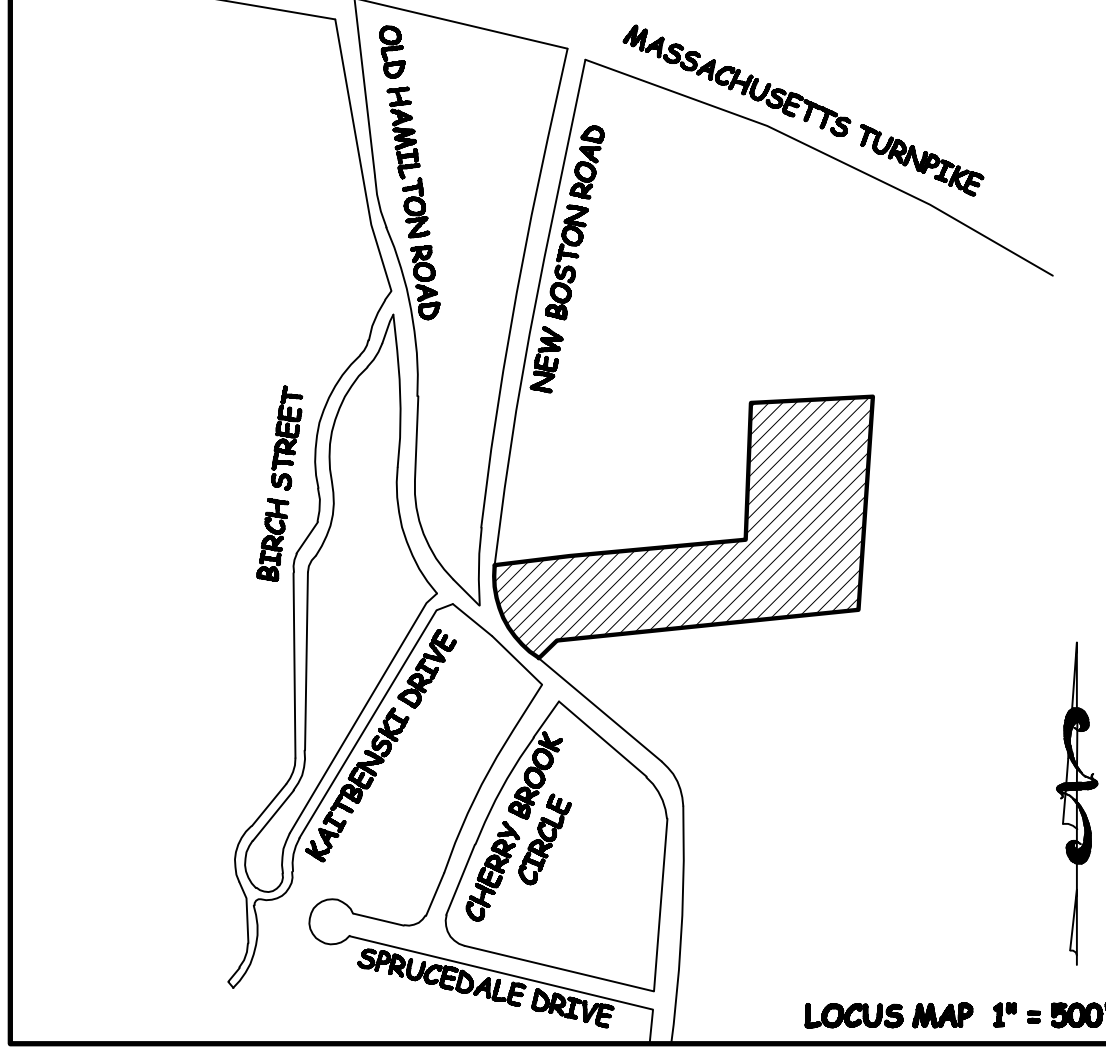 MASSACHUSETTS TURNPIKE
OLD HAMILTON ROAD
NEW BOSTON ROAD
BIRCH STREET
KAITBENSKI DRIVE
CHERRY BROOK
CIRCLE
SPRUCEDALE DRIVE
LOCUS MAP 1" = 500'